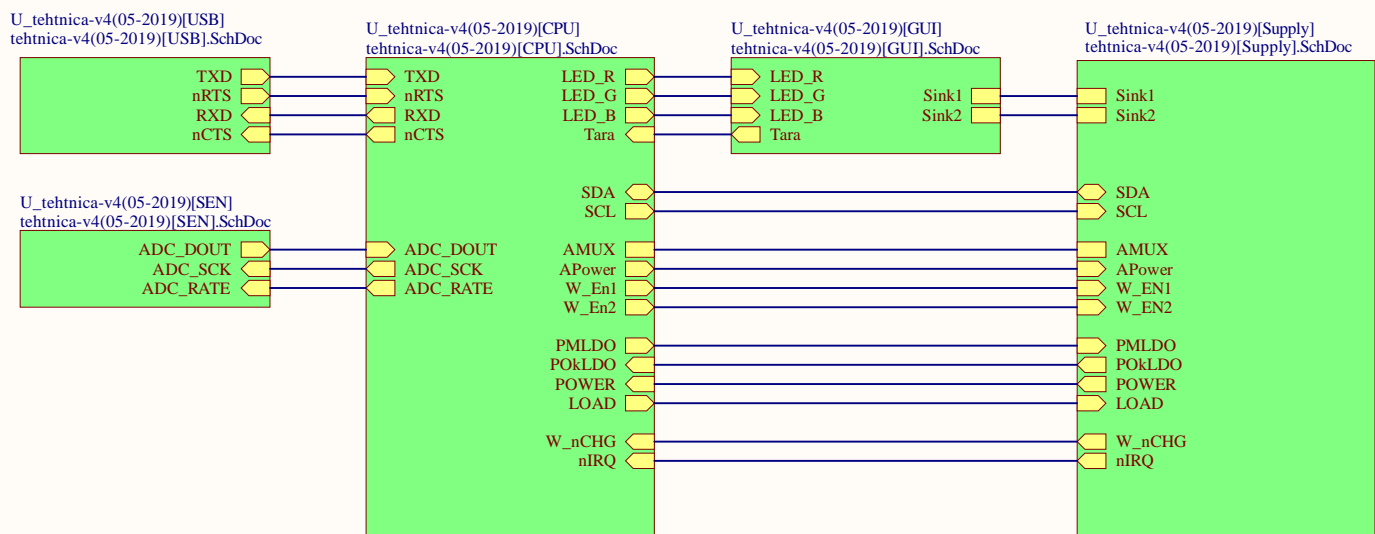 U_tehtnica-v4(05-2019)[USB]
tehtnica-v4(05-2019)[USB].SchDoc
TXD
nRTS
RXD
nCTS
U_tehtnica-v4(05-2019)[SEN]
tehtnica-v4(05-2019)[SEN].SchDoc
ADC_DOUT
ADC_SCK
ADC_RATE
U_tehtnica-v4(05-2019)[CPU]
tehtnica-v4(05-2019)[CPU].SchDoc
TXD
nRTS
RXD
nCTS
ADC_DOUT
ADC_SCK
ADC_RATE
LED_R
LED_G
LED_B
Tara
SDA
SCL
AMUX
APower
W_En1
W_En2
PMLDO
POkLDO
POWER
LOAD
W_nCHG
nIRQ
U_tehtnica-v4(05-2019)[GUI]
tehtnica-v4(05-2019)[GUI].SchDoc
LED_R
LED_G
LED_B
Tara
Sink1
Sink2
U_tehtnica-v4(05-2019)[Supply]
tehtnica-v4(05-2019)[Supply].SchDoc
Sink1
Sink2
SDA
SCL
AMUX
APower
W_EN1
W_EN2
PMLDO
POkLDO
POWER
LOAD
W_nCHG
nIRQ